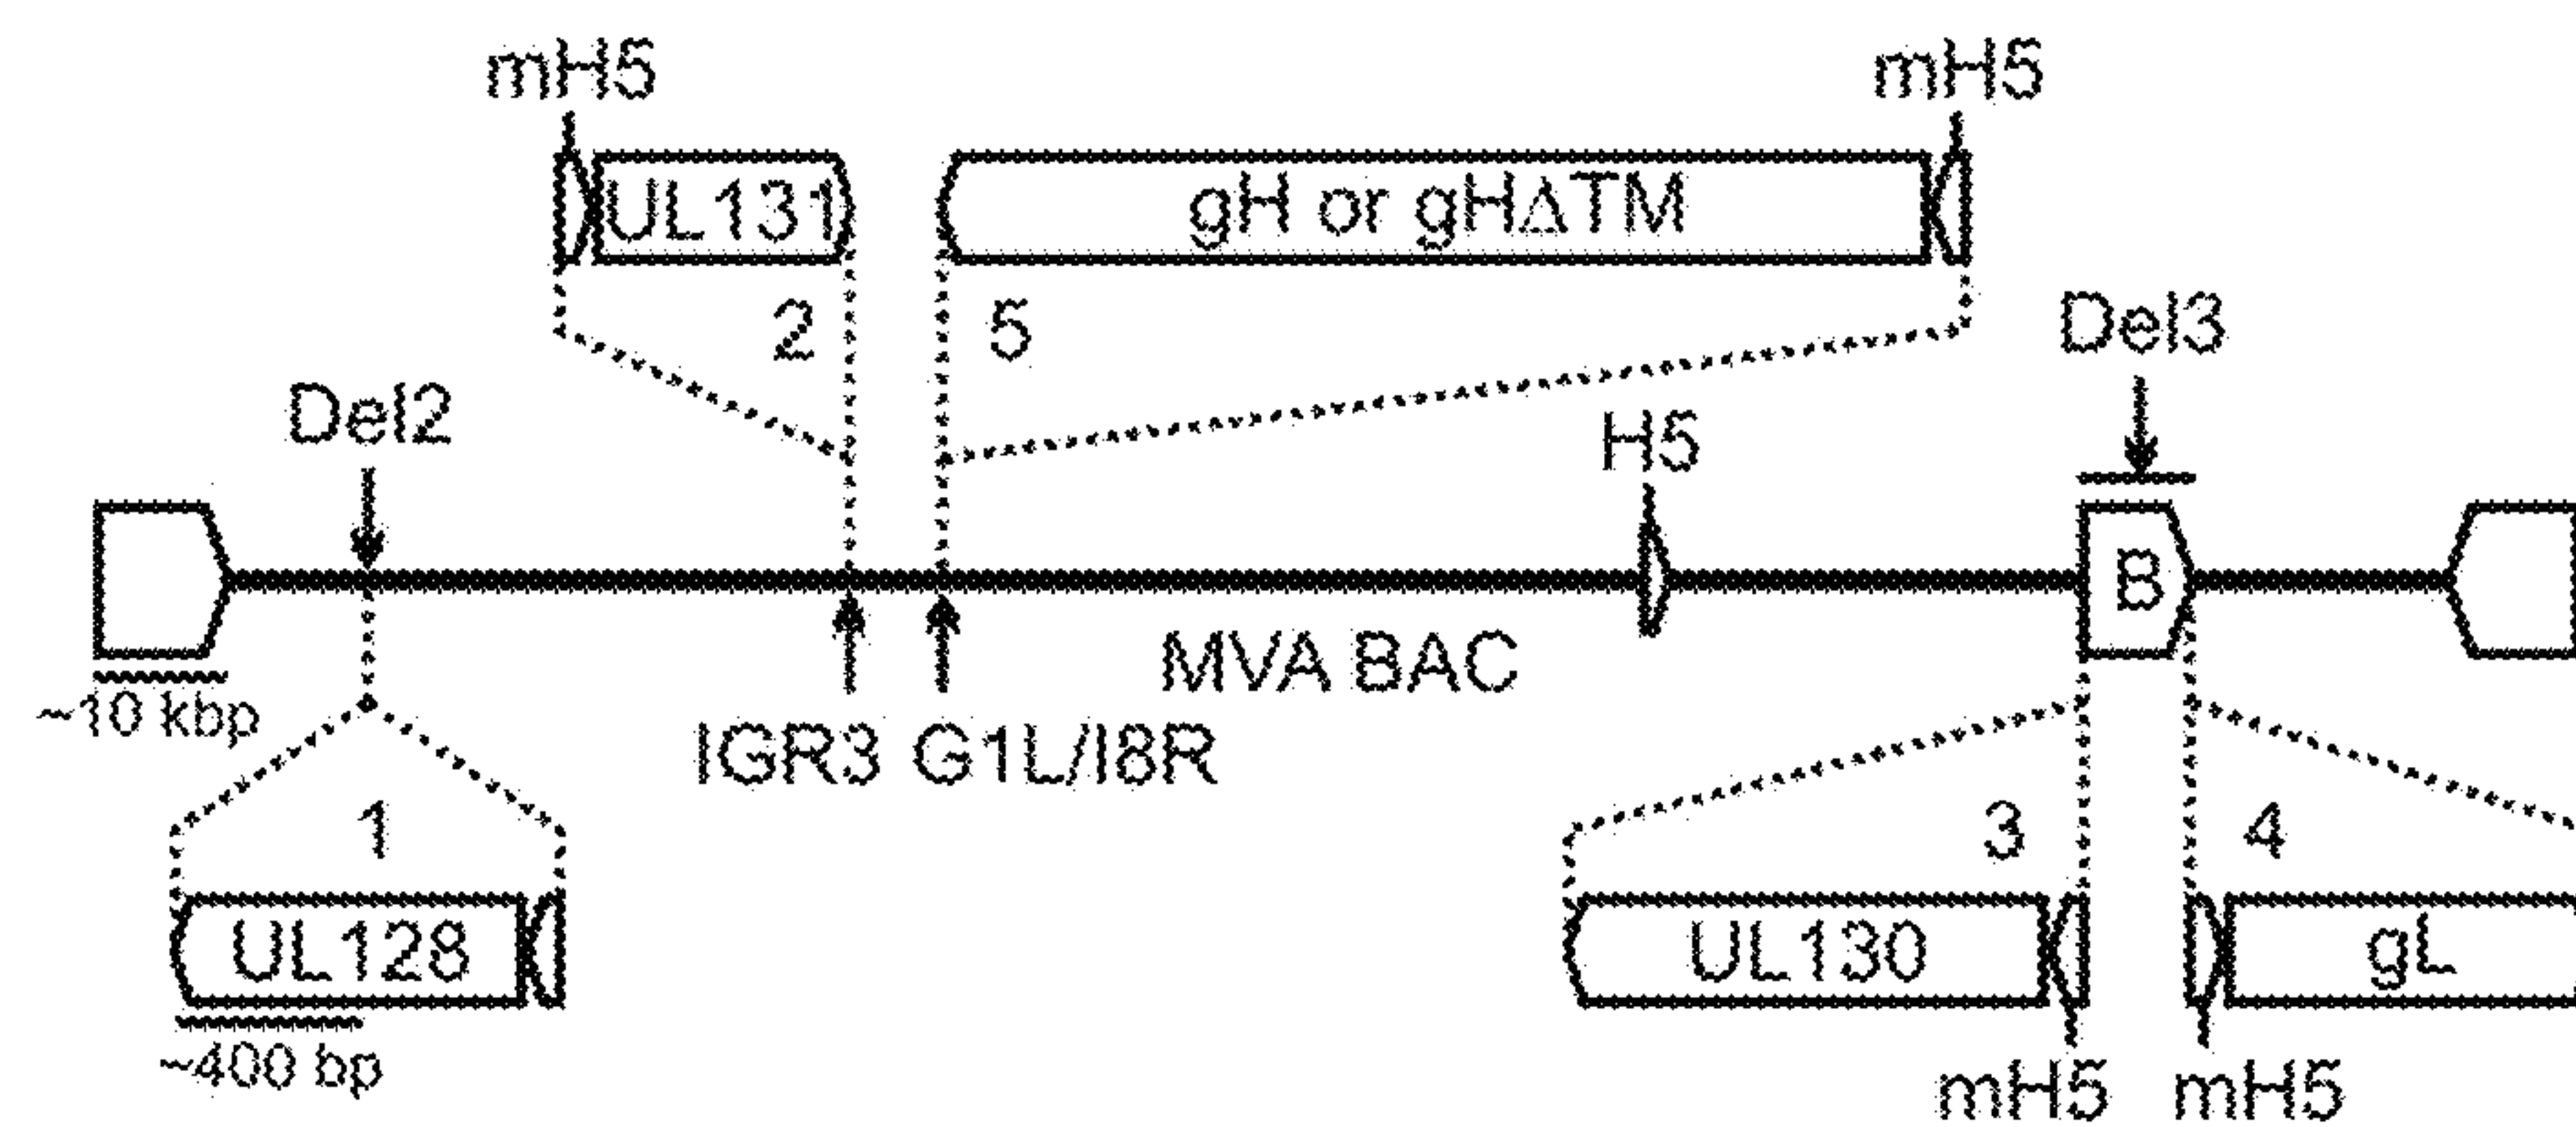 mH5 mH5
UL131 gH or gHΔTM
2 5
Del3
Del2
H5
B
MVA BAC
~10 kbp
IGR3 G1L/I8R
1 3 4
UL128 UL130 gL
~400 bp
mH5 mH5